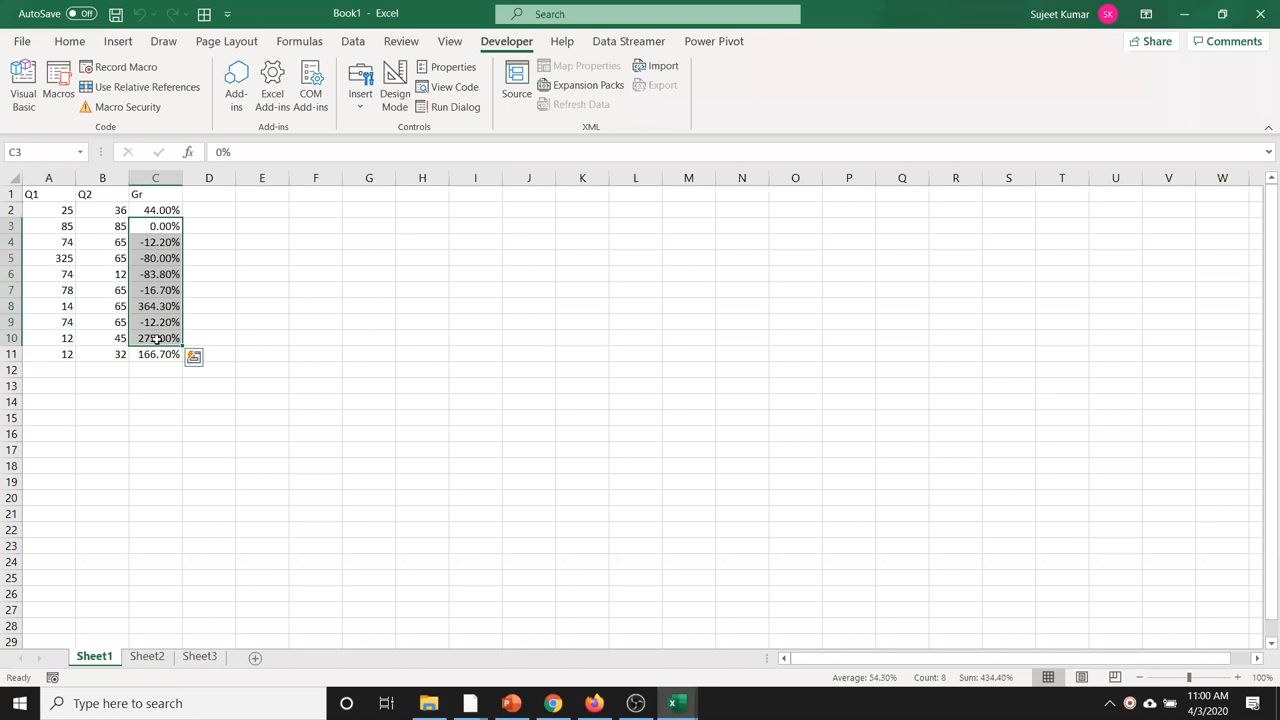 AutoSave Off Book1 - Excel Search Sujeet Kumar SK
File Home Insert Draw Page Layout Formulas Data Review View Developer Help Data Streamer Power Pivot Share Comments
Visual Basic Macros Record Macro Use Relative References Macro Security Code
Add-ins Excel Add-ins COM Add-ins Add-ins
Insert Design Mode Properties View Code Run Dialog Controls
Source Map Properties Expansion Packs Refresh Data Import Export XML
C3 fx 0%
A B C D E F G H I J K L M N O P Q R S T U V W
1 Q1 Q2 Gr
2 25 36 44.00%
3 85 85 0.00%
4 74 65 -12.20%
5 325 65 -80.00%
6 74 12 -83.80%
7 78 65 -16.70%
8 14 65 364.30%
9 74 65 -12.20%
10 12 45 275.00%
11 12 32 166.70%
12
13
14
15
16
17
18
19
20
21
22
23
24
25
26
27
28
29
Sheet1 Sheet2 Sheet3
Ready Average: 54.30% Count: 8 Sum: 434.40% 100%
Type here to search 11:00 AM
4/3/2020